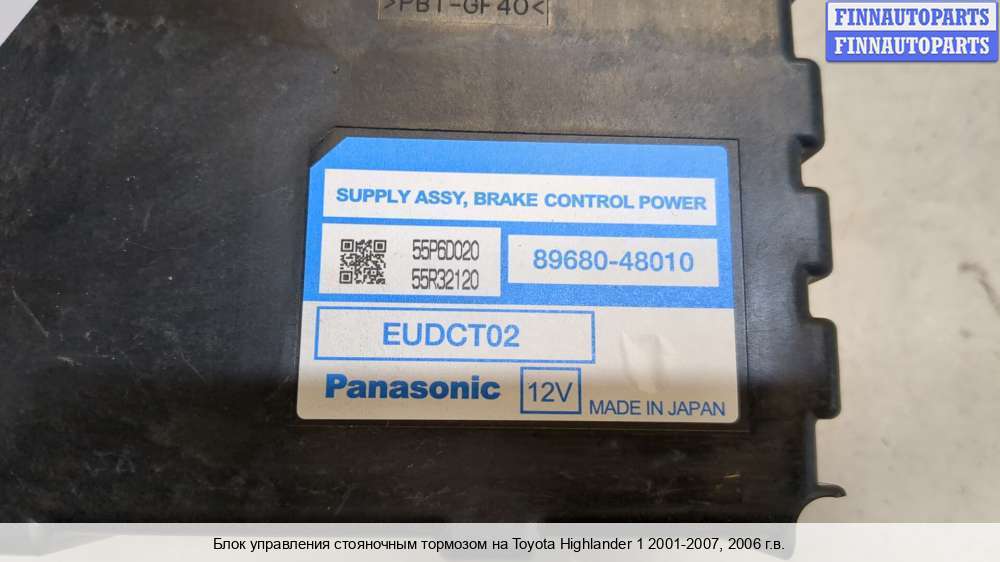 >PBT-GF40<
FINNAUTOPARTS
FINNAUTOPARTS
SUPPLY ASSY, BRAKE CONTROL POWER
55P6D020
55R32120
89680-48010
EUDCT02
Panasonic
12V
MADE IN JAPAN
Блок управления стояночным тормозом на Toyota Highlander 1 2001-2007, 2006 г.в.